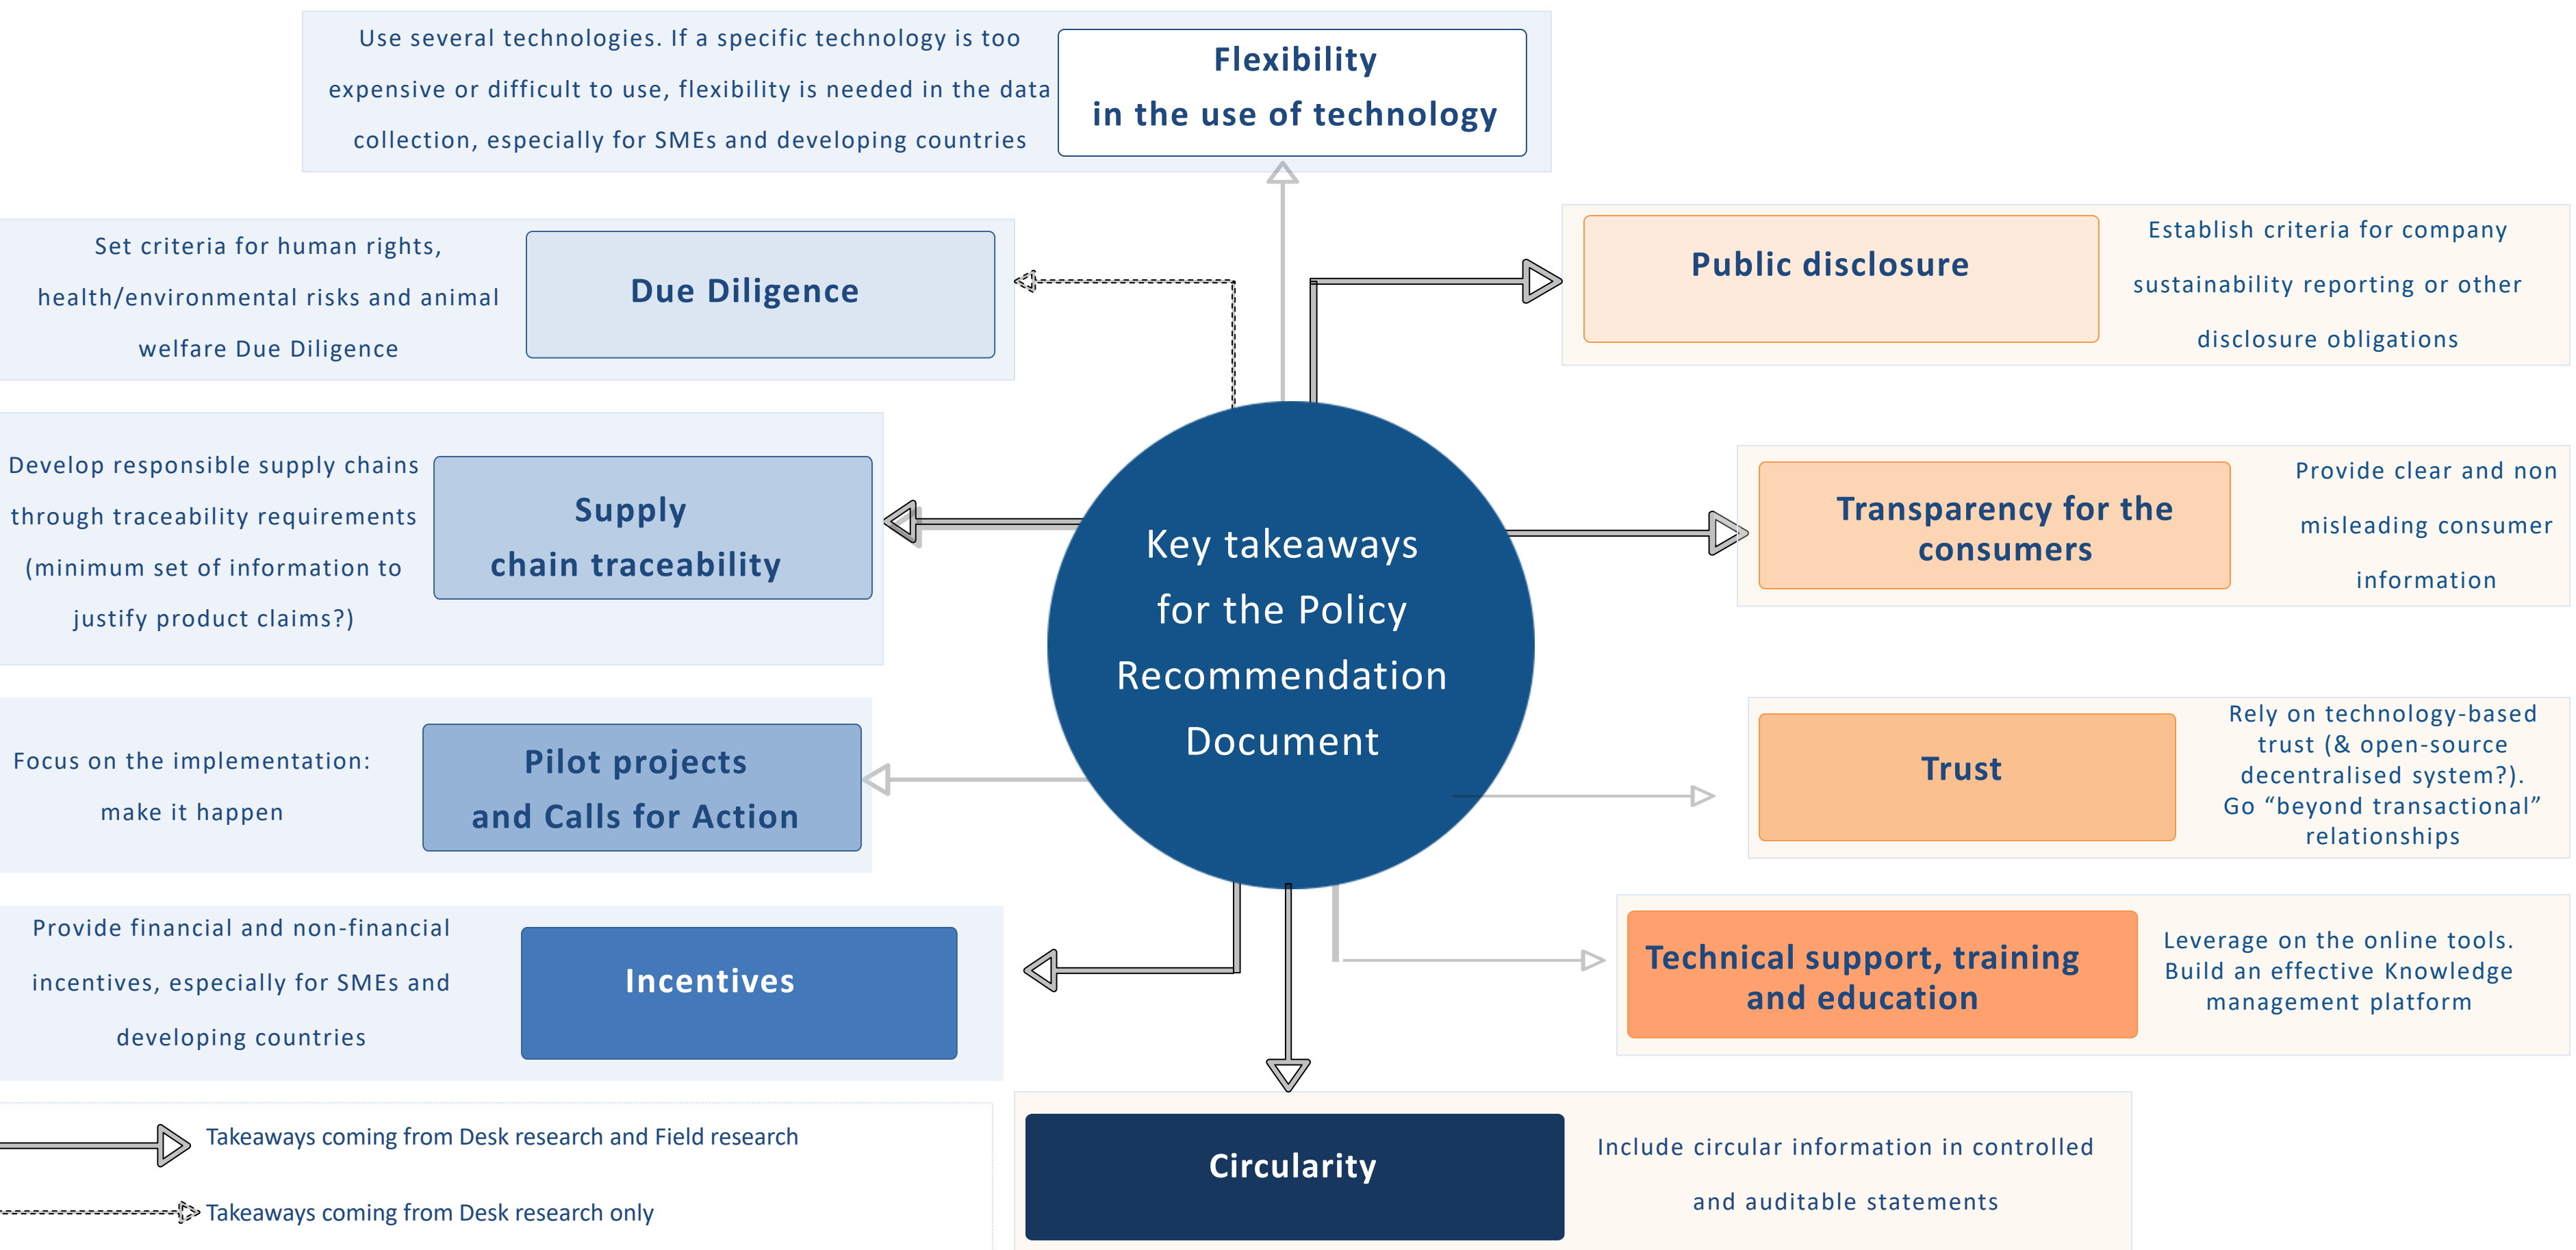 Use several technologies. If a specific technology is too
expensive or difficult to use, flexibility is needed in the data
collection, especially for SMEs and developing countries
Flexibility
in the use of technology
Set criteria for human rights,
health/environmental risks and animal
welfare Due Diligence
Due Diligence
Public disclosure
Establish criteria for company
sustainability reporting or other
disclosure obligations
Develop responsible supply chains
through traceability requirements
(minimum set of information to
justify product claims?)
Supply
chain traceability
Key takeaways
for the Policy
Recommendation
Document
Transparency for the
consumers
Provide clear and non
misleading consumer
information
Focus on the implementation:
make it happen
Pilot projects
and Calls for Action
Trust
Rely on technology-based
trust (& open-source
decentralised system?).
Go “beyond transactional”
relationships
Provide financial and non-financial
incentives, especially for SMEs and
developing countries
Incentives
Technical support, training
and education
Leverage on the online tools.
Build an effective Knowledge
management platform
Takeaways coming from Desk research and Field research
Takeaways coming from Desk research only
Circularity
Include circular information in controlled
and auditable statements